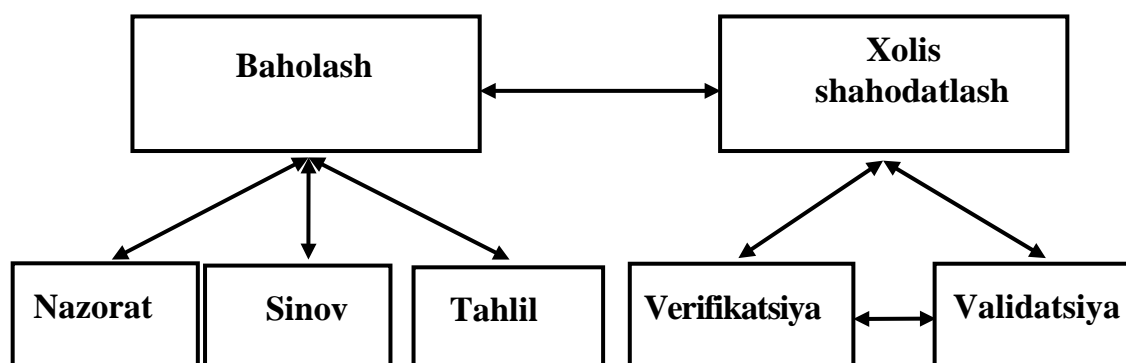 Baholash
Xolis
shahodatlash
Nazorat
Sinov
Tahlil
Verifikatsiya
Validatsiya